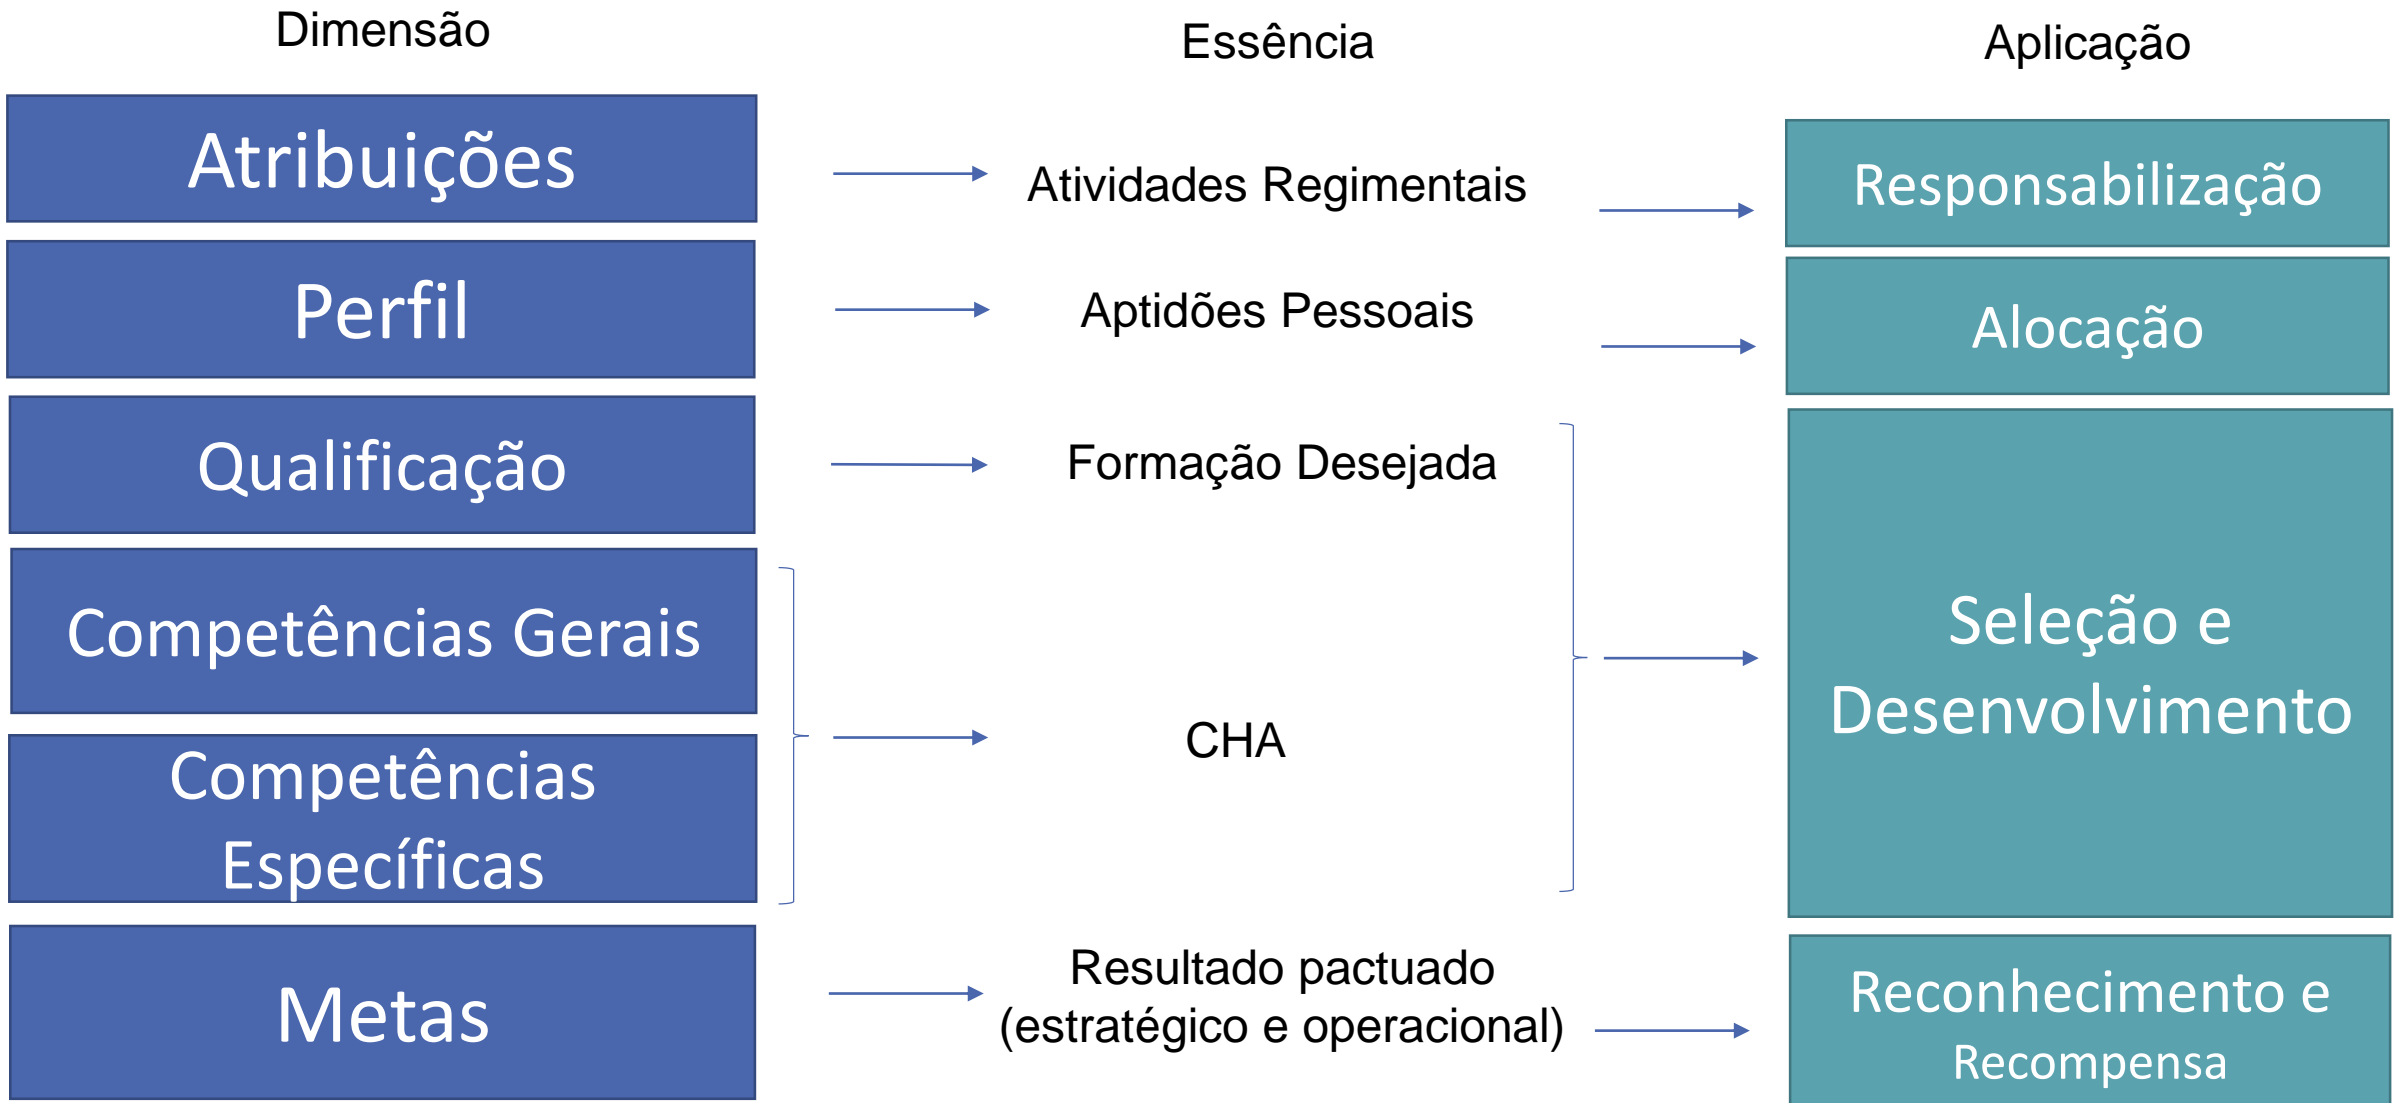 Dimensão
Essência
Aplicação
Atribuições
Atividades Regimentais
Responsabilização
Perfil
Aptidões Pessoais
Alocação
Qualificação
Formação Desejada
Competências Gerais
Competências
Específicas
CHA
Seleção e
Desenvolvimento
Metas
Resultado pactuado
(estratégico e operacional)
Reconhecimento e
Recompensa